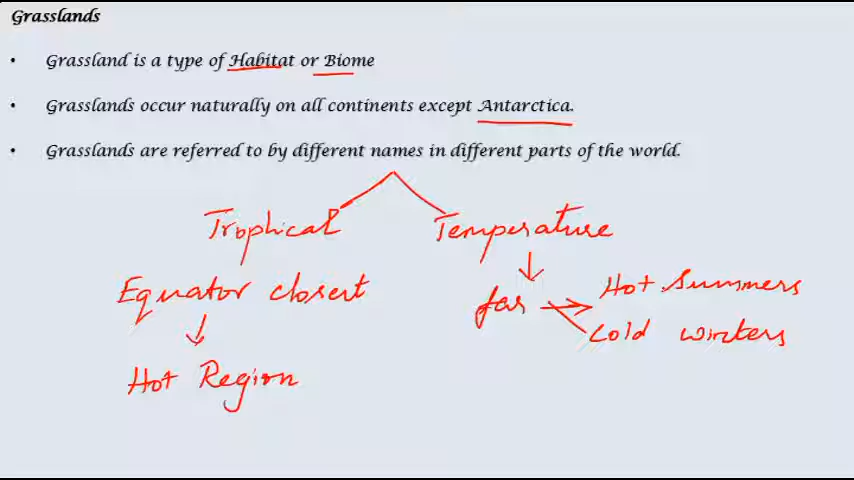 Grasslands
• Grassland is a type of Habitat or Biome
• Grasslands occur naturally on all continents except Antarctica.
• Grasslands are referred to by different names in different parts of the world.
Trophical Temperature
Equator closert
far Hot Summers
Cold winters
Hot Region